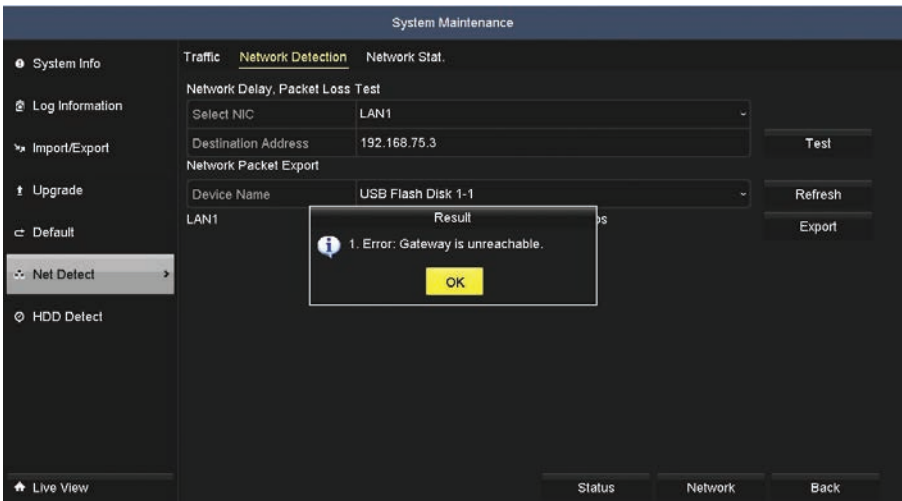 System Maintenance
System Info
Log Information
Import/Export
Upgrade
Default
Net Detect
HDD Detect
Live View
Traffic Network Detection Network Stat.
Network Delay, Packet Loss Test
Select NIC LAN1
Destination Address 192.168.75.3 Test
Network Packet Export
Device Name USB Flash Disk 1-1 Refresh
LAN1 ps Export
Result
1. Error: Gateway is unreachable.
OK
Status Network Back